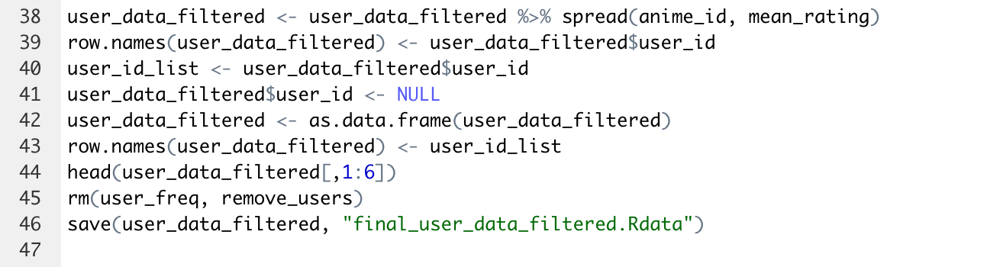 38 user_data_filtered <- user_data_filtered %>% spread(anime_id, mean_rating)
39 row.names(user_data_filtered) <- user_data_filtered$user_id
40 user_id_list <- user_data_filtered$user_id
41 user_data_filtered$user_id <- NULL
42 user_data_filtered <- as.data.frame(user_data_filtered)
43 row.names(user_data_filtered) <- user_id_list
44 head(user_data_filtered[,1:6])
45 rm(user_freq, remove_users)
46 save(user_data_filtered, "final_user_data_filtered.Rdata")
47